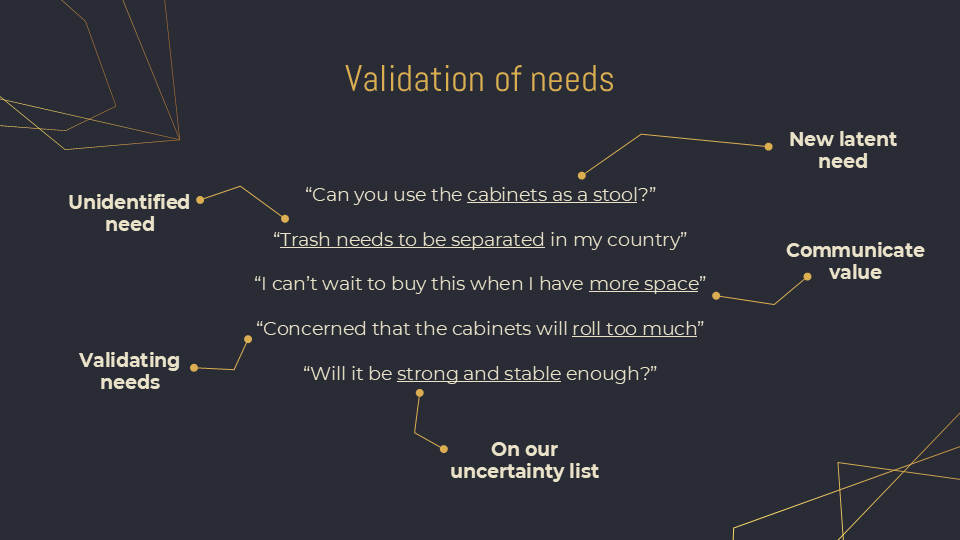 Validation of needs
New latent
need
“Can you use the cabinets as a stool?”
Unidentified
need
“Trash needs to be separated in my country”
Communicate
value
“I can’t wait to buy this when I have more space”
“Concerned that the cabinets will roll too much”
Validating
needs
“Will it be strong and stable enough?”
On our
uncertainty list